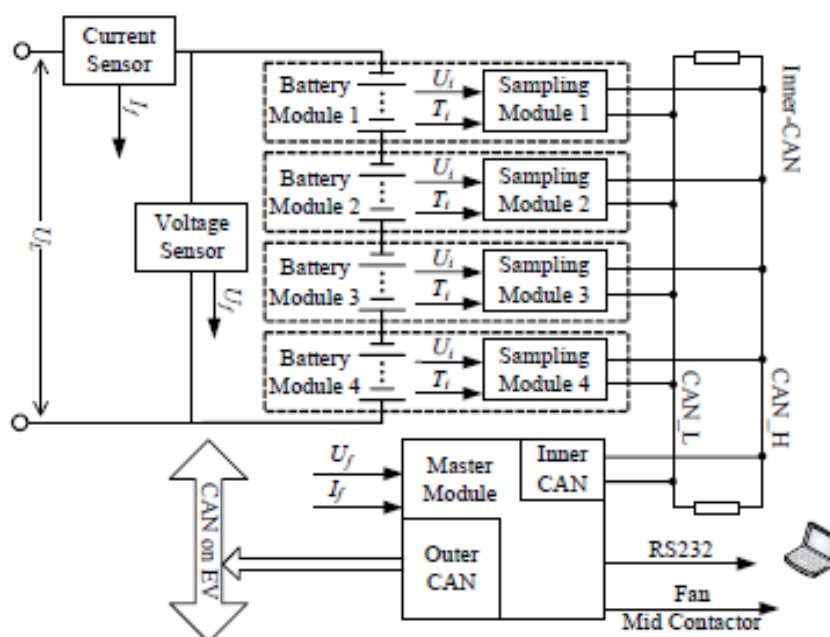 Current
Sensor
I_f
Voltage
Sensor
U_f
U_Σ
Battery
Module 1
U_i
T_i
Sampling
Module 1
Battery
Module 2
U_i
T_i
Sampling
Module 2
Battery
Module 3
U_i
T_i
Sampling
Module 3
Battery
Module 4
U_i
T_i
Sampling
Module 4
Inner-CAN
CAN_L
CAN_H
CAN on EV
U_f
I_f
Master
Module
Inner
CAN
Outer
CAN
RS232
Fan
Mid Contactor